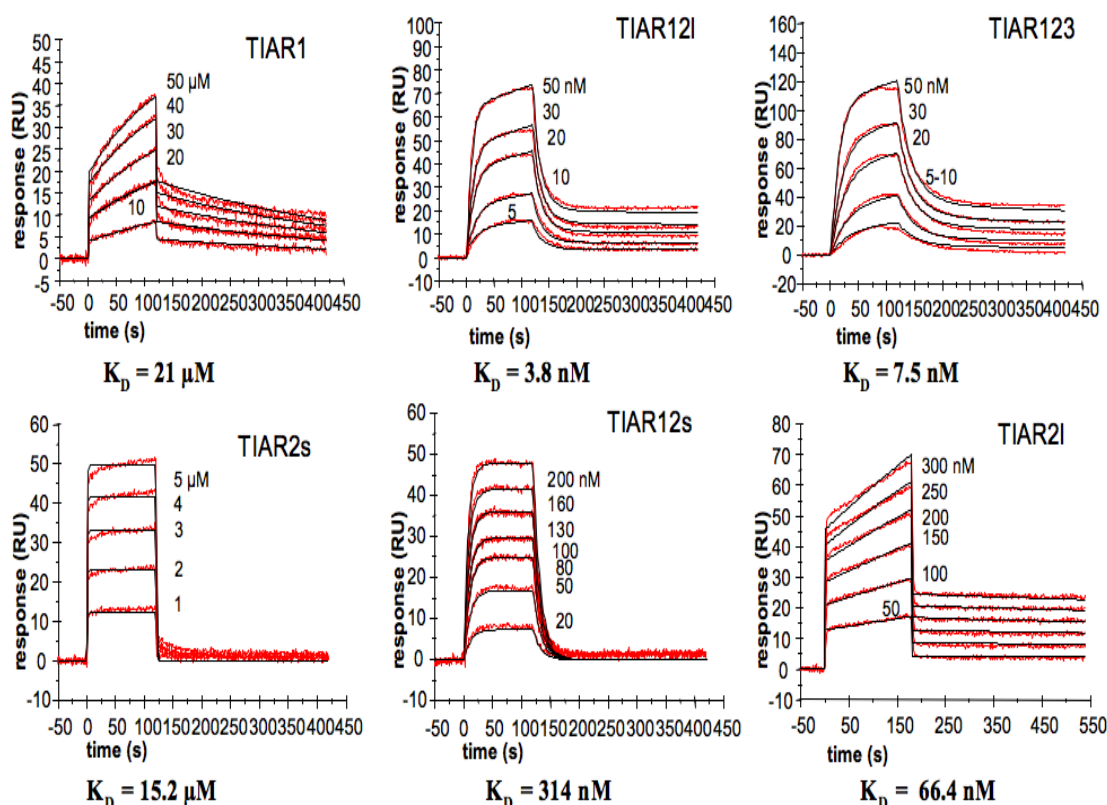 TIAR1
response (RU)
50
45
40
35
30
25
20
15
10
5
0
-5
50 µM
40
30
20
10
-50 0 50 100150200250300350400450
time (s)
K_D = 21 µM
TIAR12l
response (RU)
100
90
80
70
60
50
40
30
20
10
0
-10
50 nM
30
20
10
5
-50 0 50 100150200250300350400450
time (s)
K_D = 3.8 nM
TIAR123
response (RU)
160
140
120
100
80
60
40
20
0
-20
50 nM
30
20
5-10
-50 0 50 100150200250300350400450
time (s)
K_D = 7.5 nM
TIAR2s
response (RU)
60
50
40
30
20
10
0
-10
5 µM
4
3
2
1
-50 0 50 100150200250300350400450
time (s)
K_D = 15.2 µM
TIAR12s
response (RU)
60
50
40
30
20
10
0
-10
200 nM
160
130
100
80
50
20
-50 0 50 100150200250300350400450
time (s)
K_D = 314 nM
TIAR2l
response (RU)
80
70
60
50
40
30
20
10
0
-10
300 nM
250
200
150
100
50
-50 50 150 250 350 450 550
time (s)
K_D = 66.4 nM